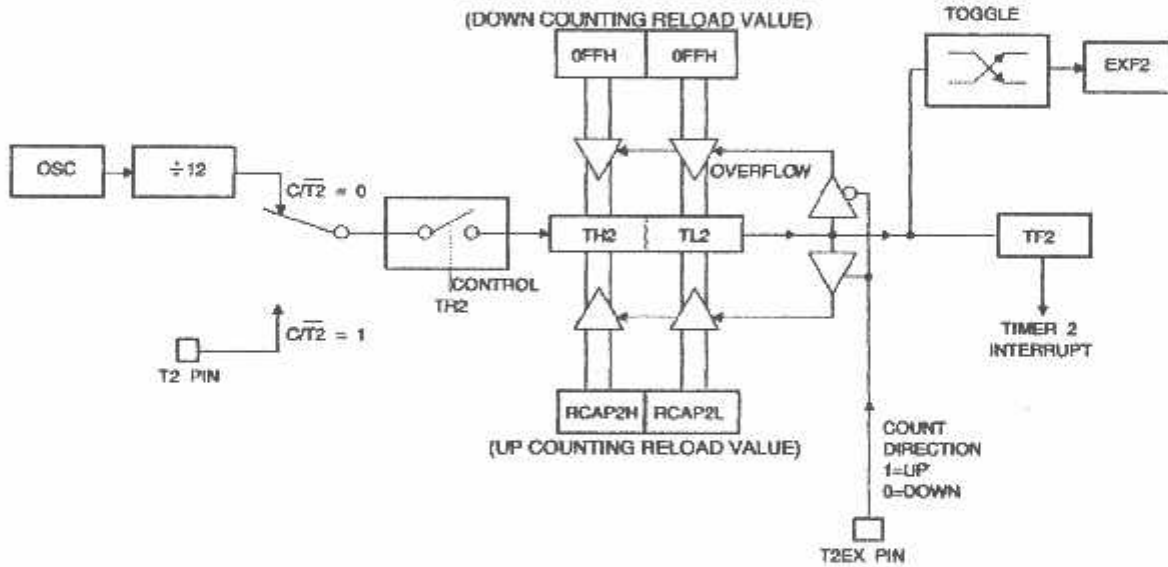 (DOWN COUNTING RELOAD VALUE)
TOGGLE
0FFH 0FFH
EXF2
OSC
÷12
OVERFLOW
C/T2 = 0
TH2 TL2
TF2
CONTROL
TR2
C/T2 = 1
TIMER 2
INTERRUPT
T2 PIN
RCAP2H RCAP2L
(UP COUNTING RELOAD VALUE)
COUNT
DIRECTION
1=UP
0=DOWN
T2EX PIN